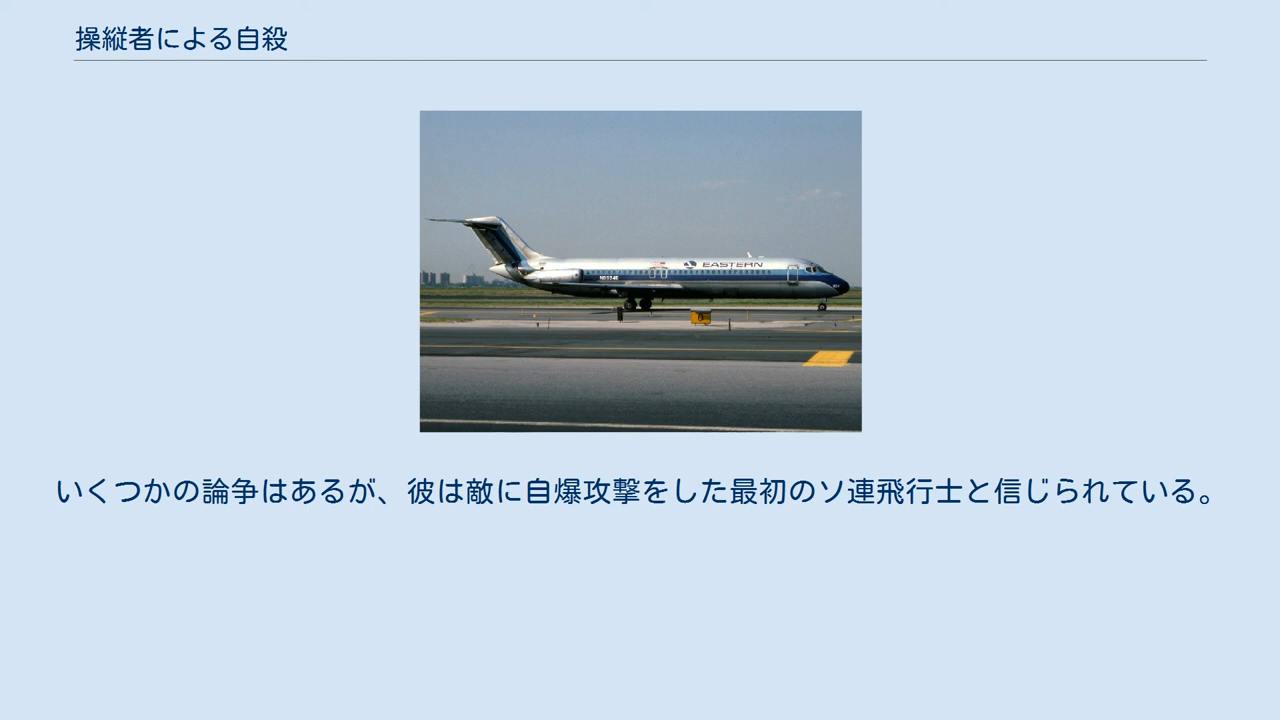 操縦者による自殺
EASTERN
いくつかの論争はあるが、彼は敵に自爆攻撃をした最初のソ連飛行士と信じられている。